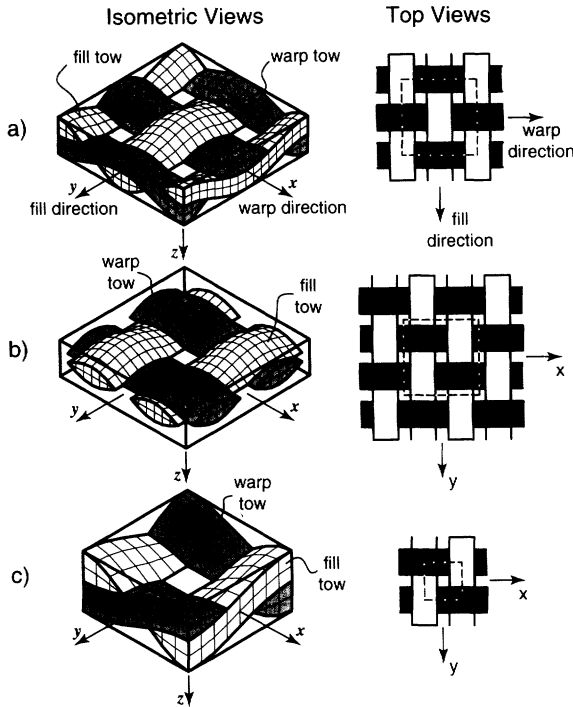 Isometric Views
Top Views
a)
fill tow
warp tow
y
fill direction
x
warp direction
z
warp
direction
fill
direction
b)
warp
tow
fill
tow
y
x
z
x
y
c)
warp
tow
fill
tow
y
x
z
x
y